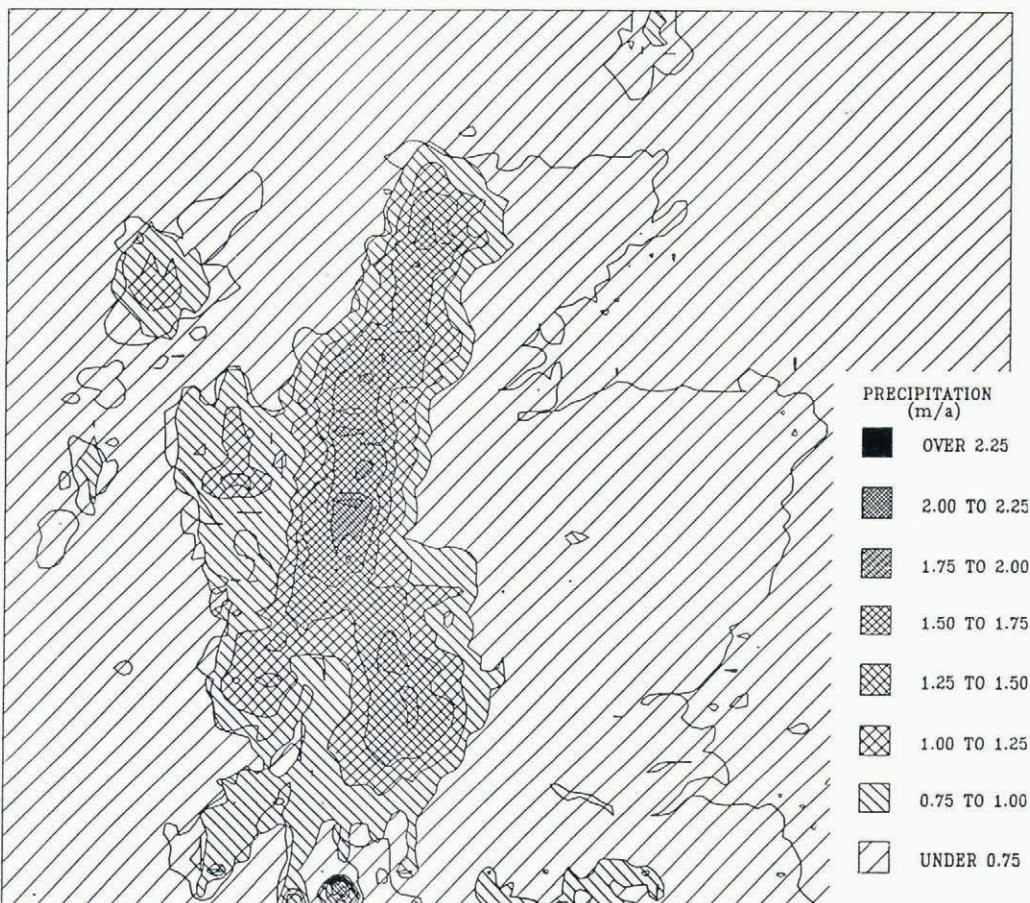 PRECIPITATION
(m/a)
OVER 2.25
2.00 TO 2.25
1.75 TO 2.00
1.50 TO 1.75
1.25 TO 1.50
1.00 TO 1.25
0.75 TO 1.00
UNDER 0.75